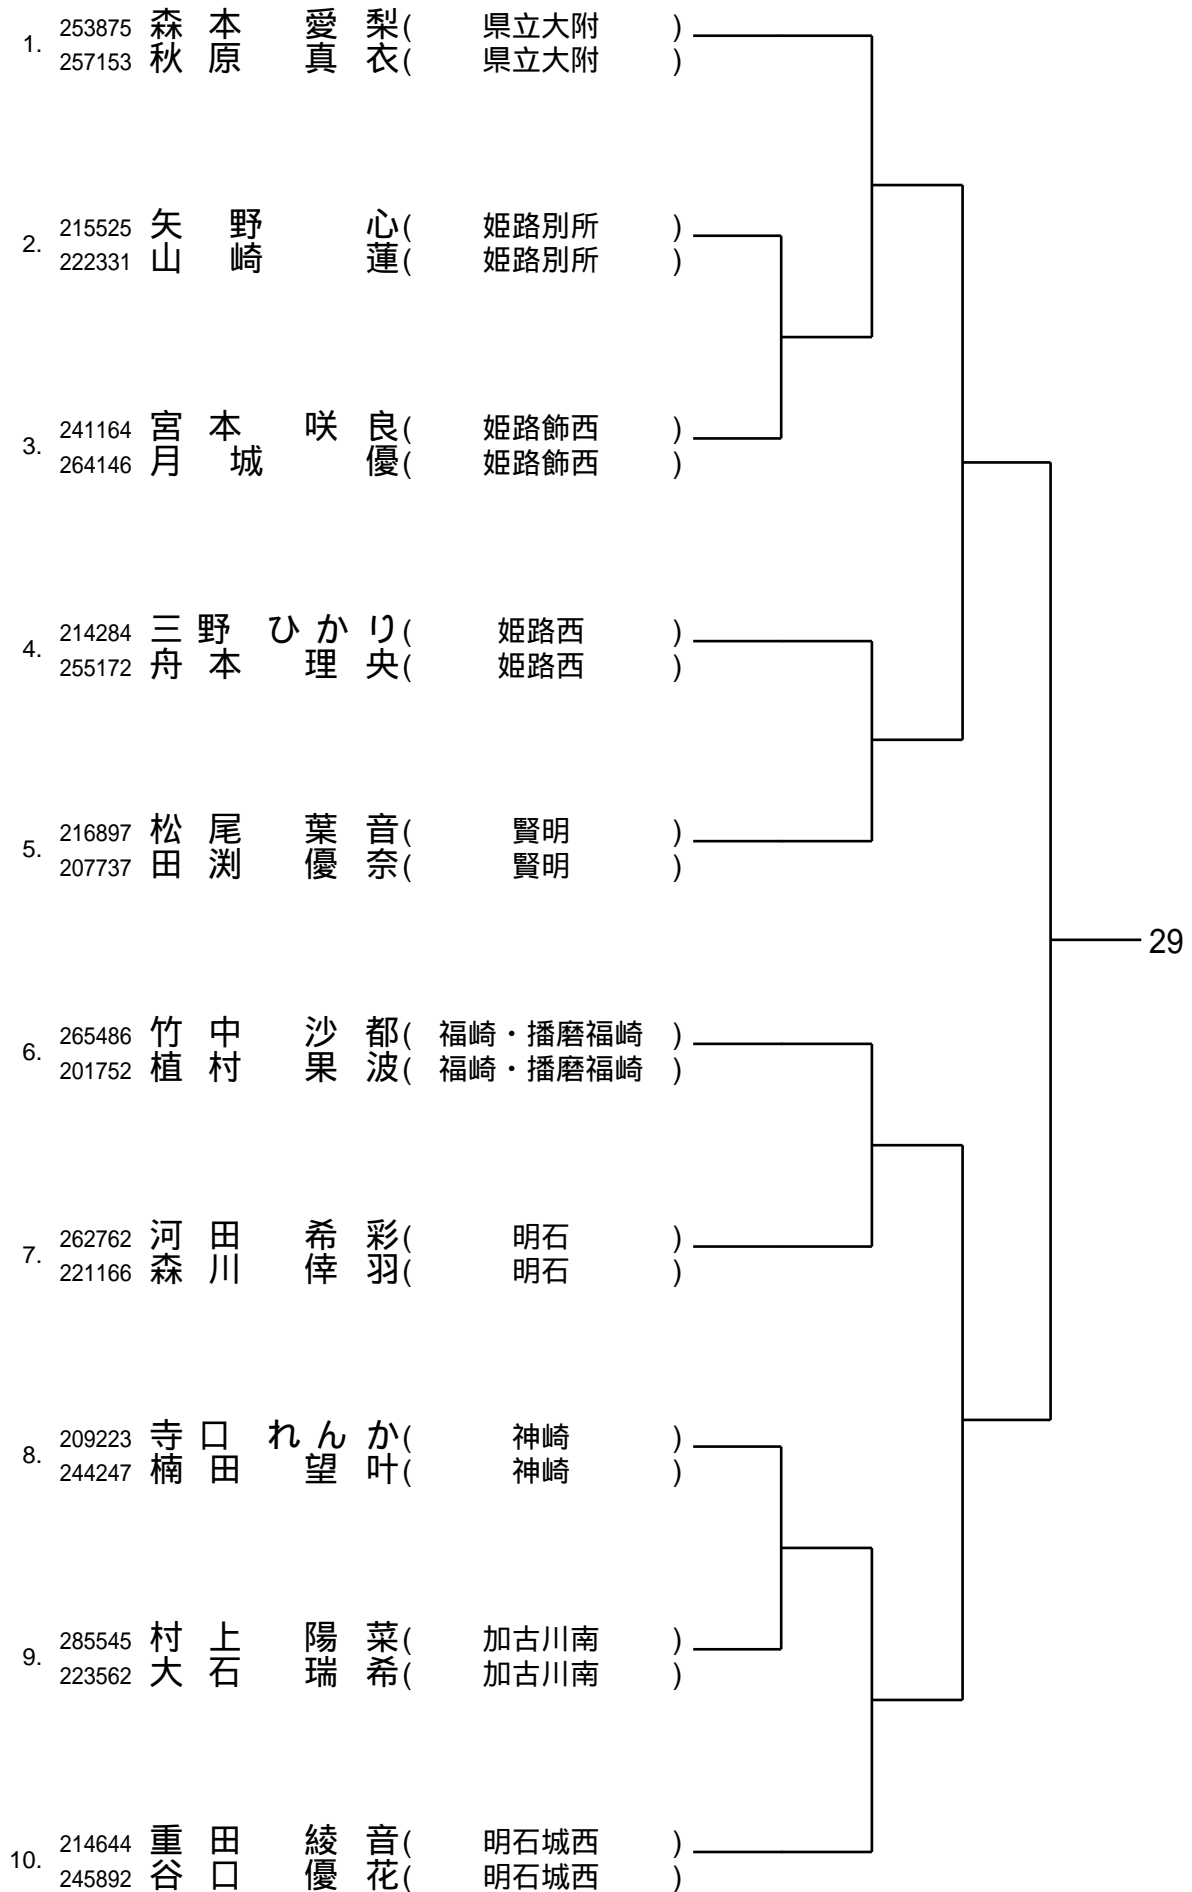 1. 253875 森本 愛梨( 県立大附 )
257153 秋原 真衣( 県立大附 )
2. 215525 矢野 心( 姫路別所 )
222331 山崎 蓮( 姫路別所 )
3. 241164 宮本 咲良( 姫路飾西 )
264146 月城 優( 姫路飾西 )
4. 214284 三野 ひかり( 姫路西 )
255172 舟本 理央( 姫路西 )
5. 216897 松尾 葉音( 賢明 )
207737 田渕 優奈( 賢明 )
29
6. 265486 竹中 沙都( 福崎・播磨福崎 )
201752 植村 果波( 福崎・播磨福崎 )
7. 262762 河田 希彩( 明石 )
221166 森川 倖羽( 明石 )
8. 209223 寺口 れんか( 神崎 )
244247 楠田 望叶( 神崎 )
9. 285545 村上 陽菜( 加古川南 )
223562 大石 瑞希( 加古川南 )
10. 214644 重田 綾音( 明石城西 )
245892 谷口 優花( 明石城西 )